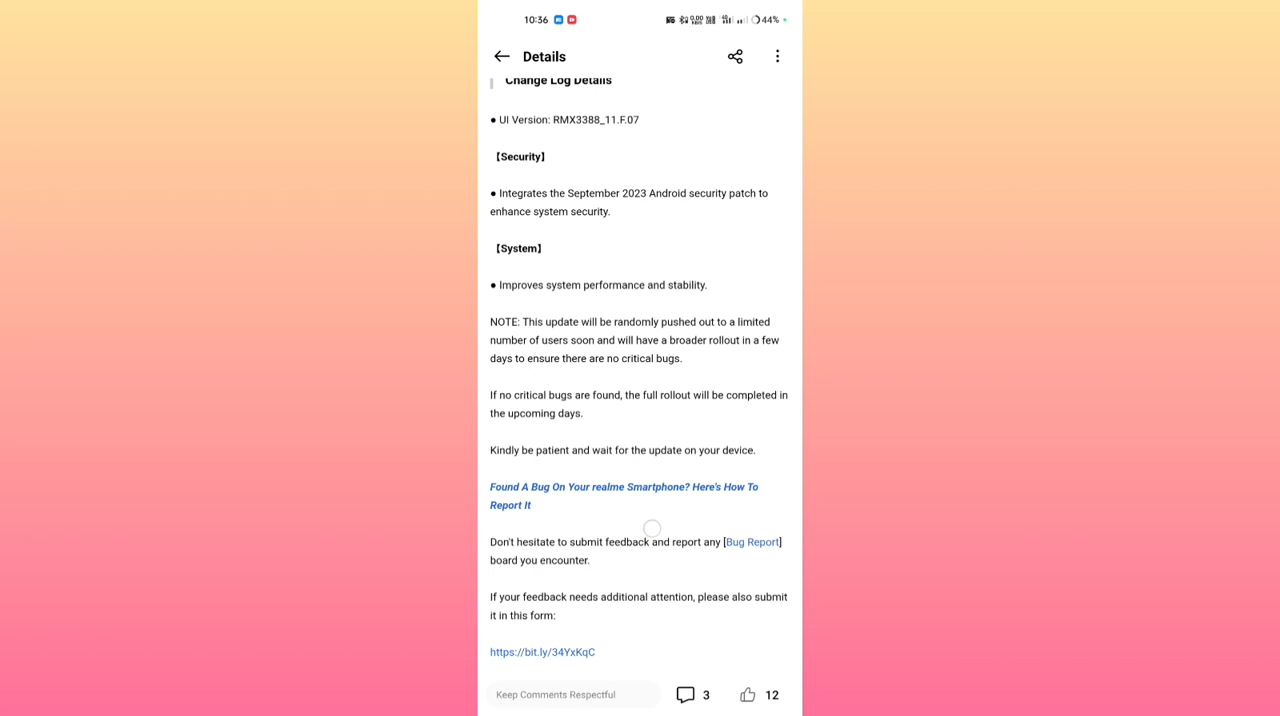 10:36
44%
Details
Change Log Details
● UI Version: RMX3388_11.F.07
【Security】
● Integrates the September 2023 Android security patch to
enhance system security.
【System】
● Improves system performance and stability.
NOTE: This update will be randomly pushed out to a limited
number of users soon and will have a broader rollout in a few
days to ensure there are no critical bugs.
If no critical bugs are found, the full rollout will be completed in
the upcoming days.
Kindly be patient and wait for the update on your device.
Found A Bug On Your realme Smartphone? Here's How To
Report It
Don't hesitate to submit feedback and report any [Bug Report]
board you encounter.
If your feedback needs additional attention, please also submit
it in this form:
https://bit.ly/34YxKqC
Keep Comments Respectful
3
12